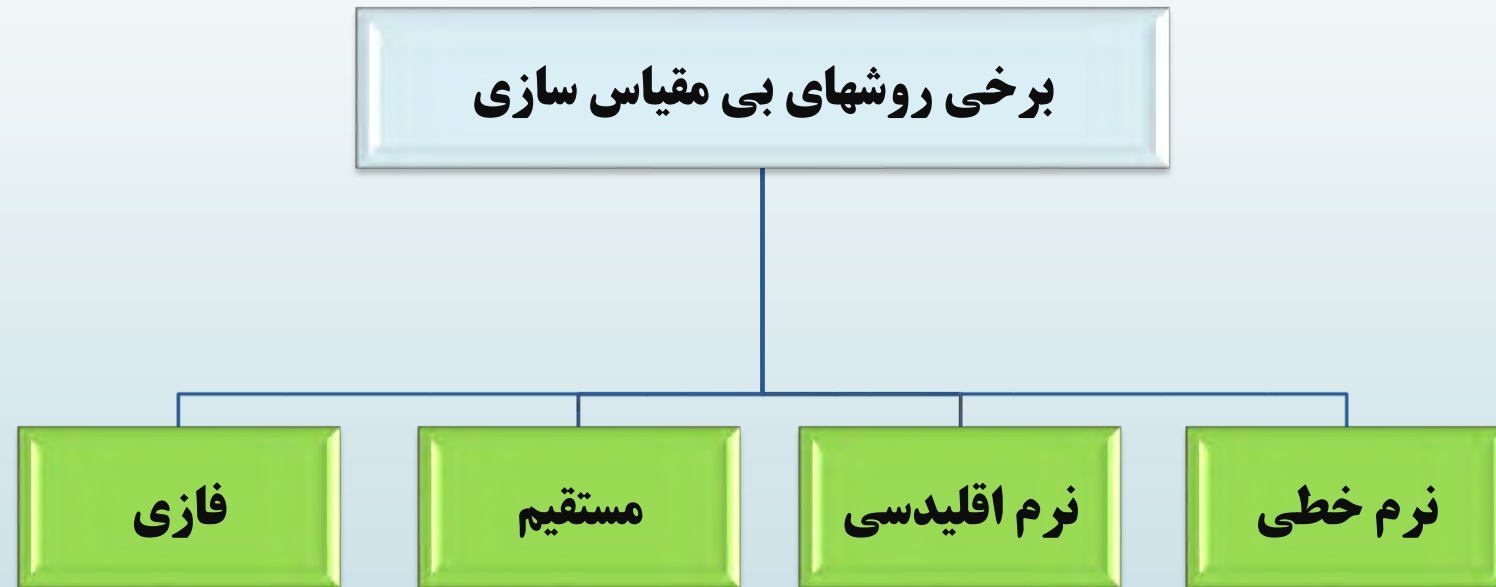 برخی روشهای بی مقیاس سازی
نرم خطی
نرم اقلیدسی
مستقیم
فازی